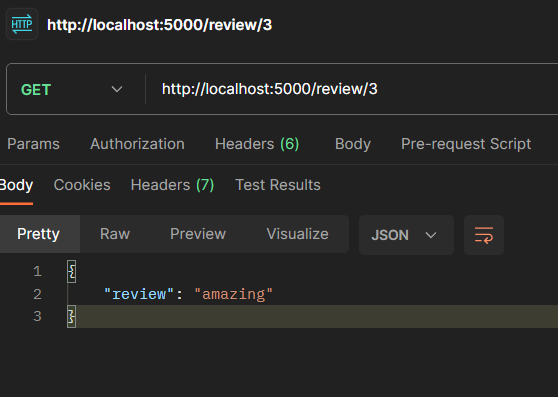 HTTP http://localhost:5000/review/3
GET http://localhost:5000/review/3
Params Authorization Headers (6) Body Pre-request Script
Body Cookies Headers (7) Test Results
Pretty Raw Preview Visualize JSON
1 {
2 "review": "amazing"
3 }